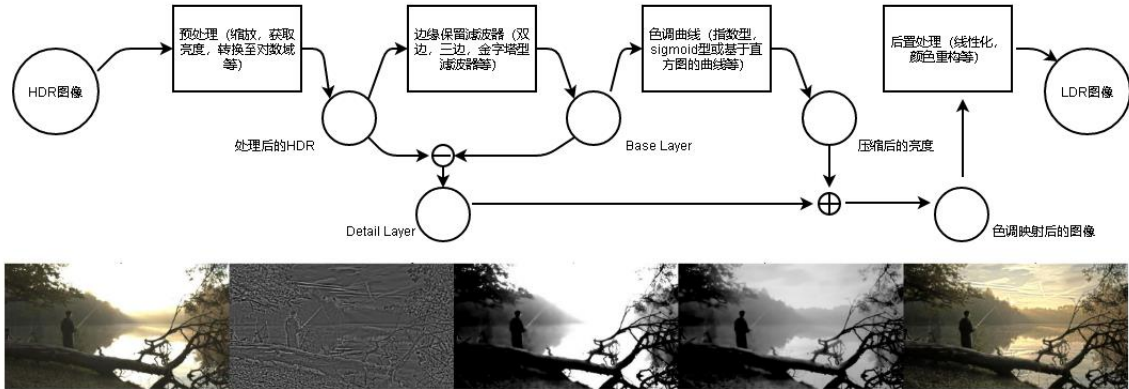 HDR图像
预处理（缩放，获取
亮度，转换至对数域
等）
处理后的HDR
边缘保留滤波器（双
边，三边，金字塔型
滤波器等）
Base Layer
Detail Layer
色调曲线（指数型，
sigmoid型或基于直
方图的曲线等）
压缩后的亮度
色调映射后的图像
后置处理（线性化，
颜色重构等）
LDR图像